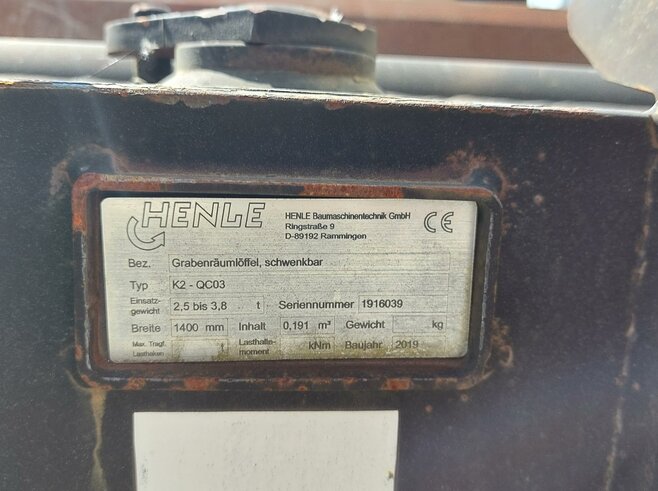 HENLE
HENLE Baumaschinentechnik GmbH
Ringstraße 9
D-89192 Rammingen
CE
Bez. Grabenräumlöffel, schwenkbar
Typ K2 - QC03
Einsatz-
gewicht 2,5 bis 3,8 t Seriennummer 1916039
Breite 1400 mm Inhalt 0,191 m³ Gewicht kg
Max. Tragf.
Lasthaken t Lasthalte-
moment kNm Baujahr 2019